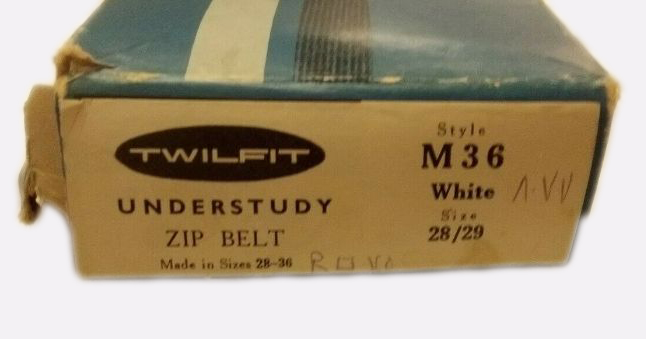 TWILFIT
UNDERSTUDY
ZIP BELT
Made in Sizes 28-36
Style
M36
White
Size
28/29